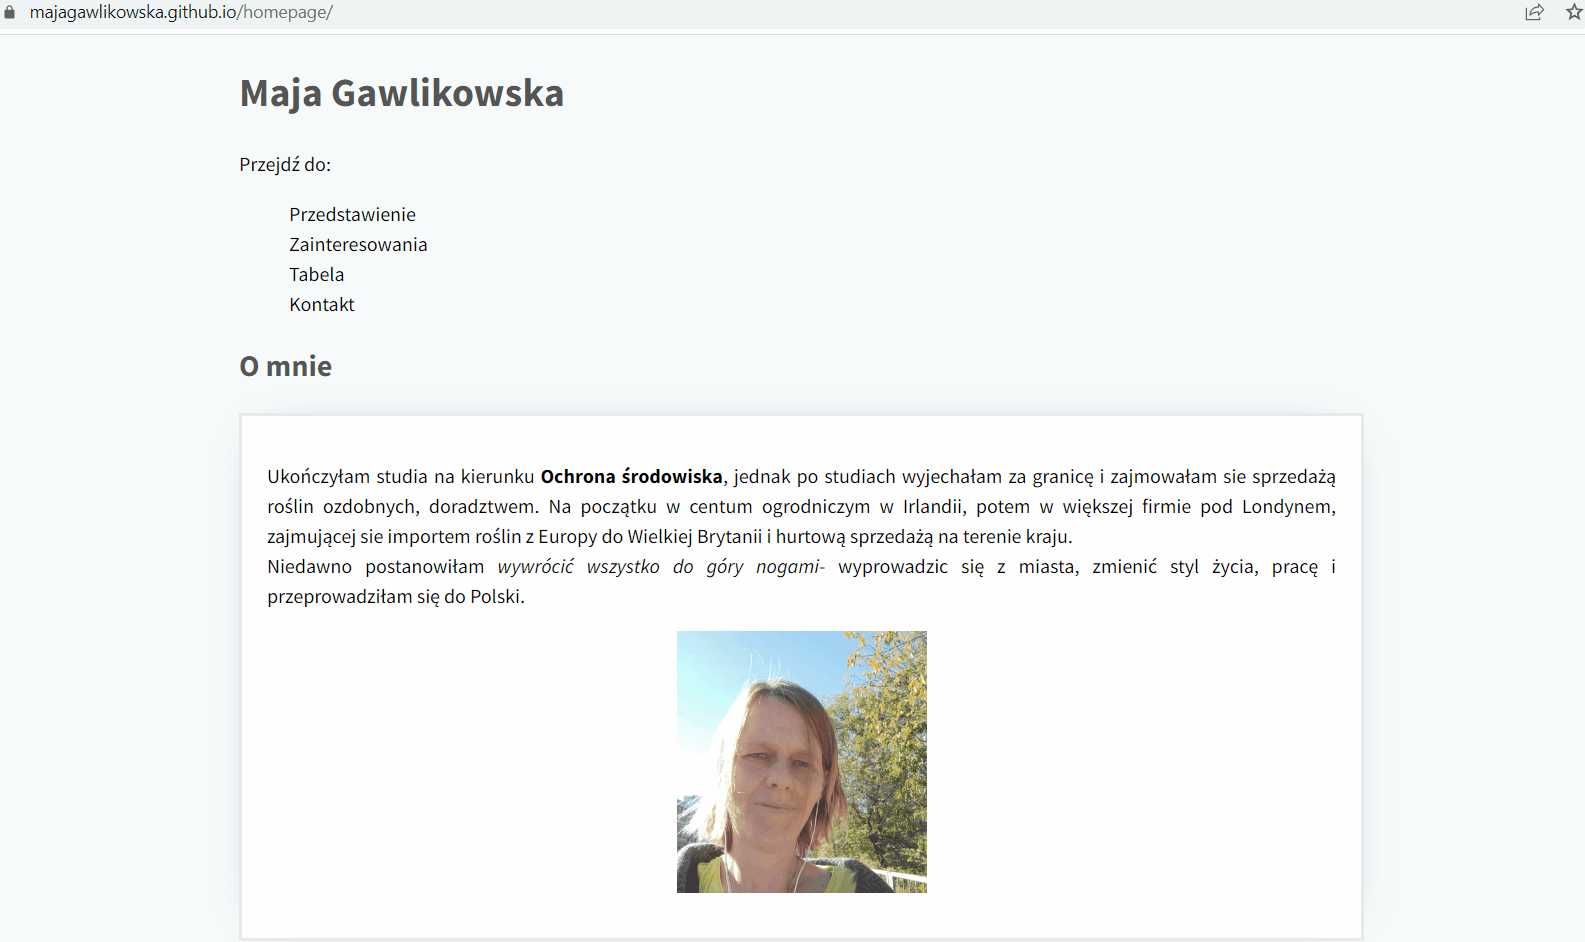 majagawlikowska.github.io/homepage/
Maja Gawlikowska
Przejdź do:
Przedstawienie
Zainteresowania
Tabela
Kontakt
O mnie
Ukończyłam studia na kierunku Ochrona środowiska, jednak po studiach wyjechałam za granicę i zajmowałam sie sprzedażą
roślin ozdobnych, doradztwem. Na początku w centum ogrodniczym w Irlandii, potem w większej firmie pod Londynem,
zajmującej sie importem roślin z Europy do Wielkiej Brytanii i hurtową sprzedażą na terenie kraju.
Niedawno postanowiłam wywrócić wszystko do góry nogami- wyprowadzic się z miasta, zmienić styl życia, pracę i
przeprowadziłam się do Polski.